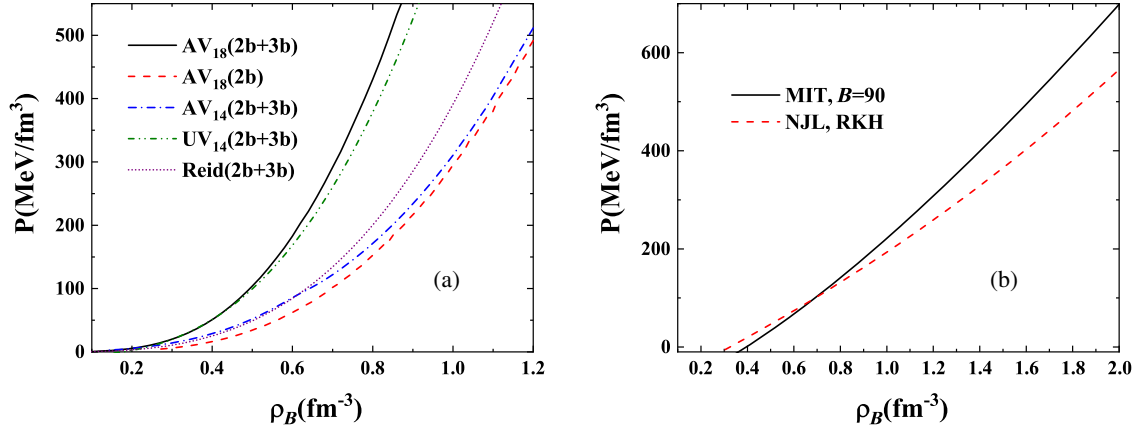 500
400
300
200
100
0
P(MeV/fm³)
AV₁₈(2b+3b)
AV₁₈(2b)
AV₁₄(2b+3b)
UV₁₄(2b+3b)
Reid(2b+3b)
(a)
0.2 0.4 0.6 0.8 1.0 1.2
ρ_B(fm⁻³)
600
400
200
0
P(MeV/fm³)
MIT, B=90
NJL, RKH
(b)
0.2 0.4 0.6 0.8 1.0 1.2 1.4 1.6 1.8 2.0
ρ_B(fm⁻³)